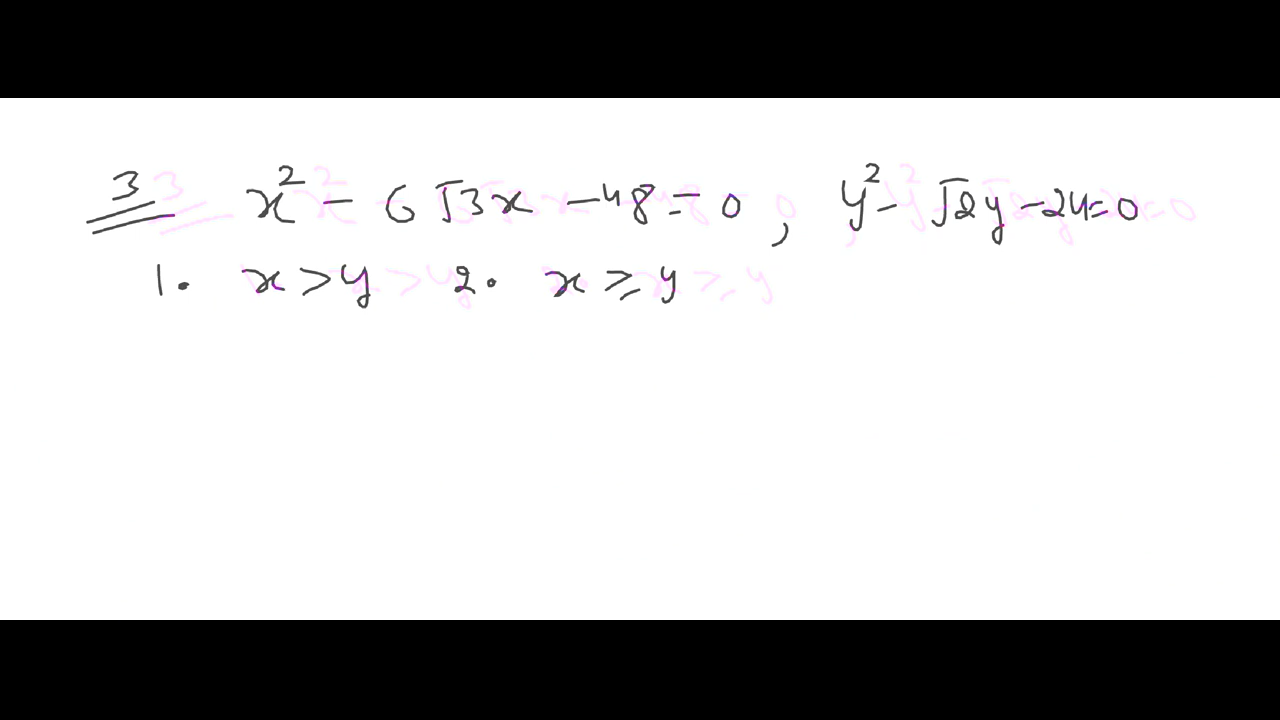 3 x² - 6√3x - 48 = 0 , y² - √2y - 24 = 0
1. x > y 2. x ≥ y